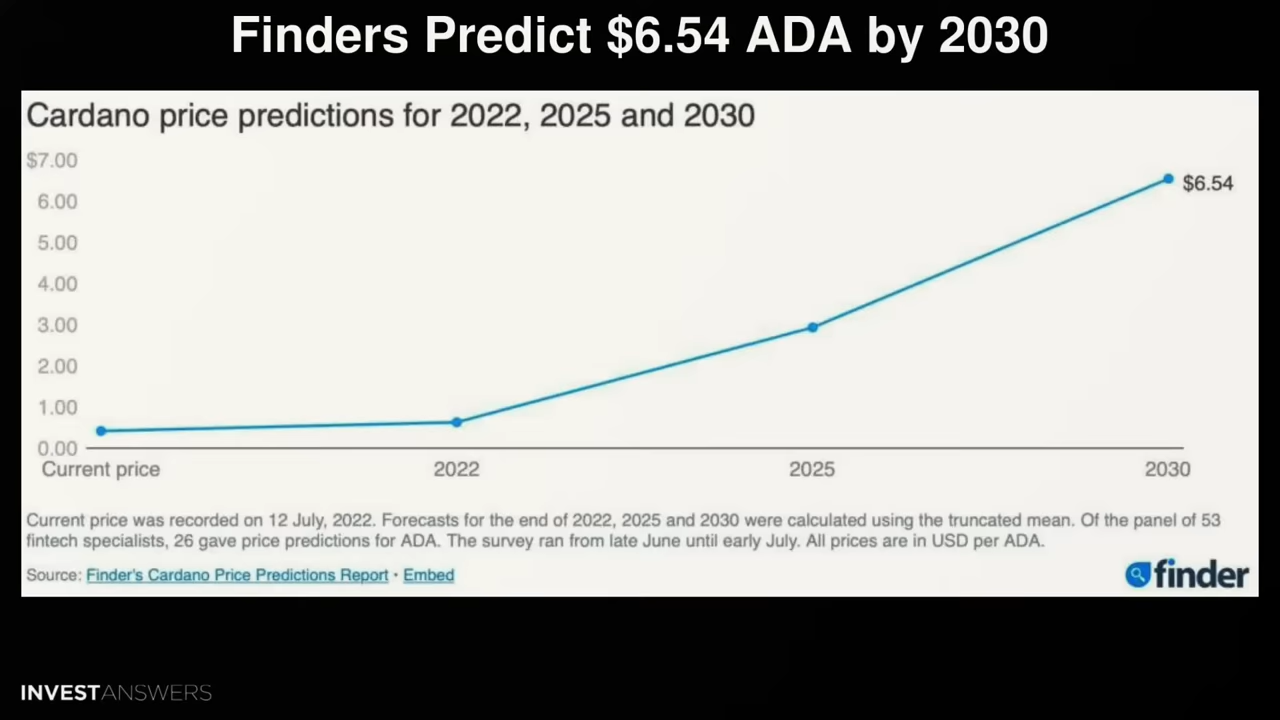 Finders Predict $6.54 ADA by 2030
Cardano price predictions for 2022, 2025 and 2030
$7.00
6.00
5.00
4.00
3.00
2.00
1.00
0.00
$6.54
Current price 2022 2025 2030
Current price was recorded on 12 July, 2022. Forecasts for the end of 2022, 2025 and 2030 were calculated using the truncated mean. Of the panel of 53
fintech specialists, 26 gave price predictions for ADA. The survey ran from late June until early July. All prices are in USD per ADA.
Source: Finder's Cardano Price Predictions Report · Embed
finder
INVESTANSWERS